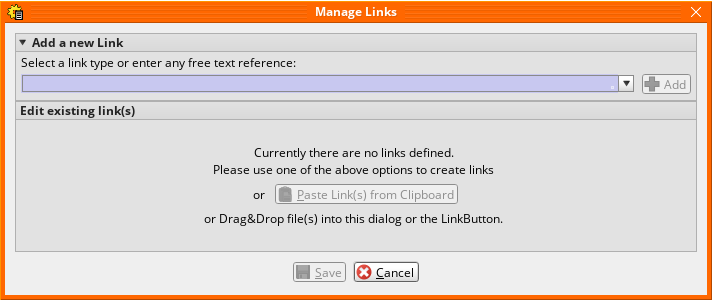 Manage Links
Add a new Link
Select a link type or enter any free text reference:
Add
Edit existing link(s)
Currently there are no links defined.
Please use one of the above options to create links
or Paste Link(s) from Clipboard
or Drag&Drop file(s) into this dialog or the LinkButton.
Save Cancel